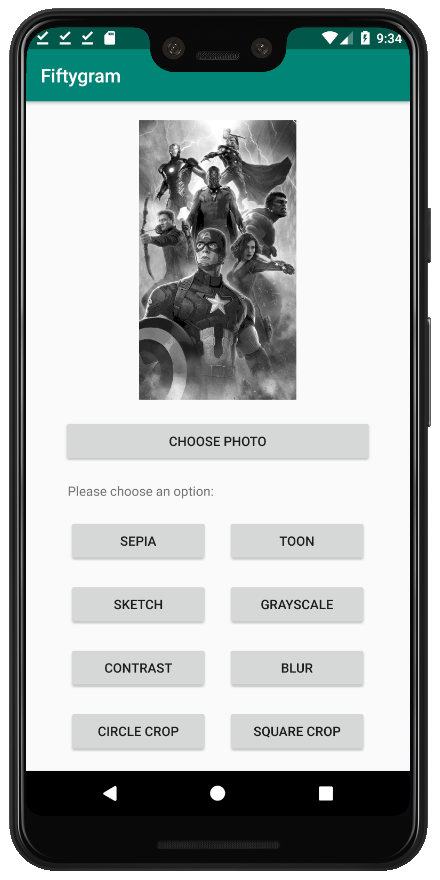 9:34
Fiftygram
CHOOSE PHOTO
Please choose an option:
SEPIA
TOON
SKETCH
GRAYSCALE
CONTRAST
BLUR
CIRCLE CROP
SQUARE CROP